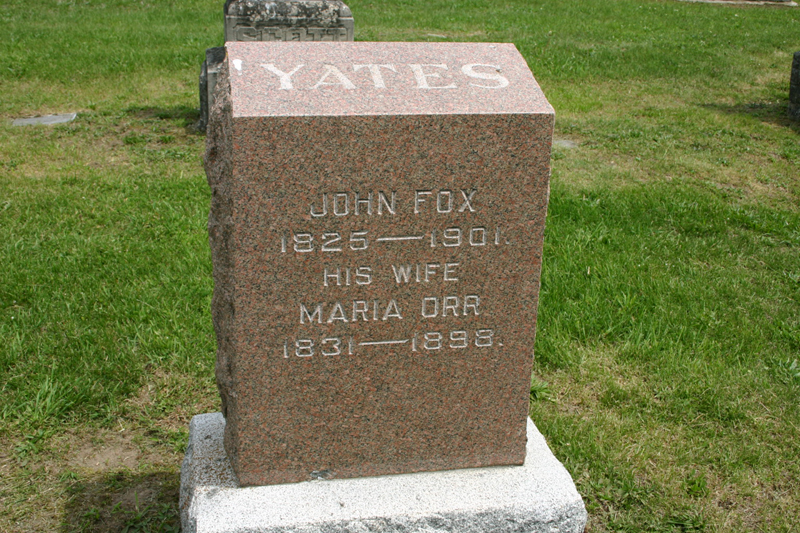 YATES
JOHN FOX
1825—1901.
HIS WIFE
MARIA ORR
1831—1898.